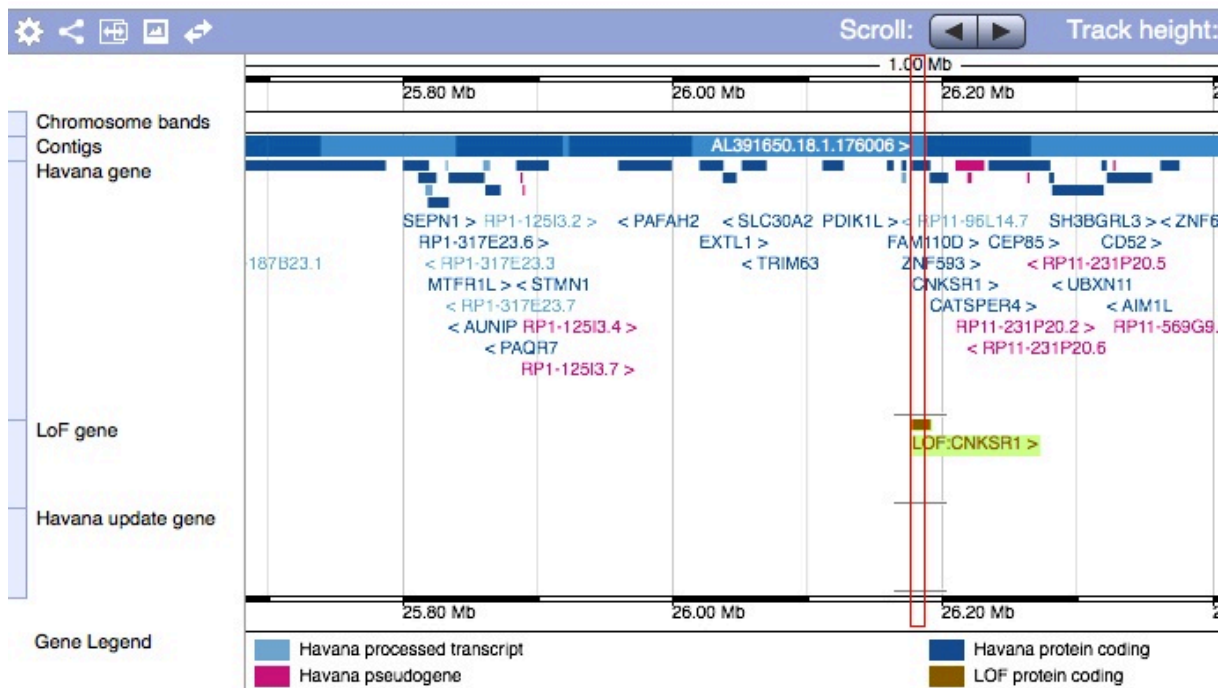 Scroll: Track height:
1.00 Mb
25.80 Mb 26.00 Mb 26.20 Mb
Chromosome bands
Contigs AL391650.18.1.176006 >
Havana gene
SEPN1 > RP1-125I3.2 > < PAFAH2 < SLC30A2 PDIK1L > < RP11-96L14.7 SH3BGRL3 > < ZNF6
RP1-317E23.6 > EXTL1 > FAM110D > CEP85 > CD52 >
-187B23.1 < RP1-317E23.3 < TRIM63 ZNF593 > < RP11-231P20.5
MTFR1L > < STMN1 CNKSR1 > < UBXN11
< RP1-317E23.7 CATSPER4 > < AIM1L
< AUNIP RP1-125I3.4 > RP11-231P20.2 > RP11-569G9.
< PAQR7 < RP11-231P20.6
RP1-125I3.7 >
LoF gene
LOF:CNKSR1 >
Havana update gene
25.80 Mb 26.00 Mb 26.20 Mb
Gene Legend
Havana processed transcript Havana protein coding
Havana pseudogene LOF protein coding